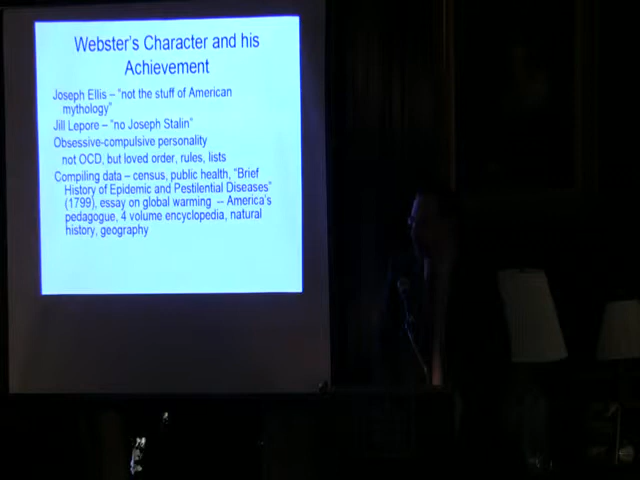 Webster's Character and his
Achievement
Joseph Ellis – "not the stuff of American
mythology"
Jill Lepore – "no Joseph Stalin"
Obsessive-compulsive personality
not OCD, but loved order, rules, lists
Compiling data – census, public health, "Brief
History of Epidemic and Pestilential Diseases"
(1799), essay on global warming -- America's
pedagogue, 4 volume encyclopedia, natural
history, geography